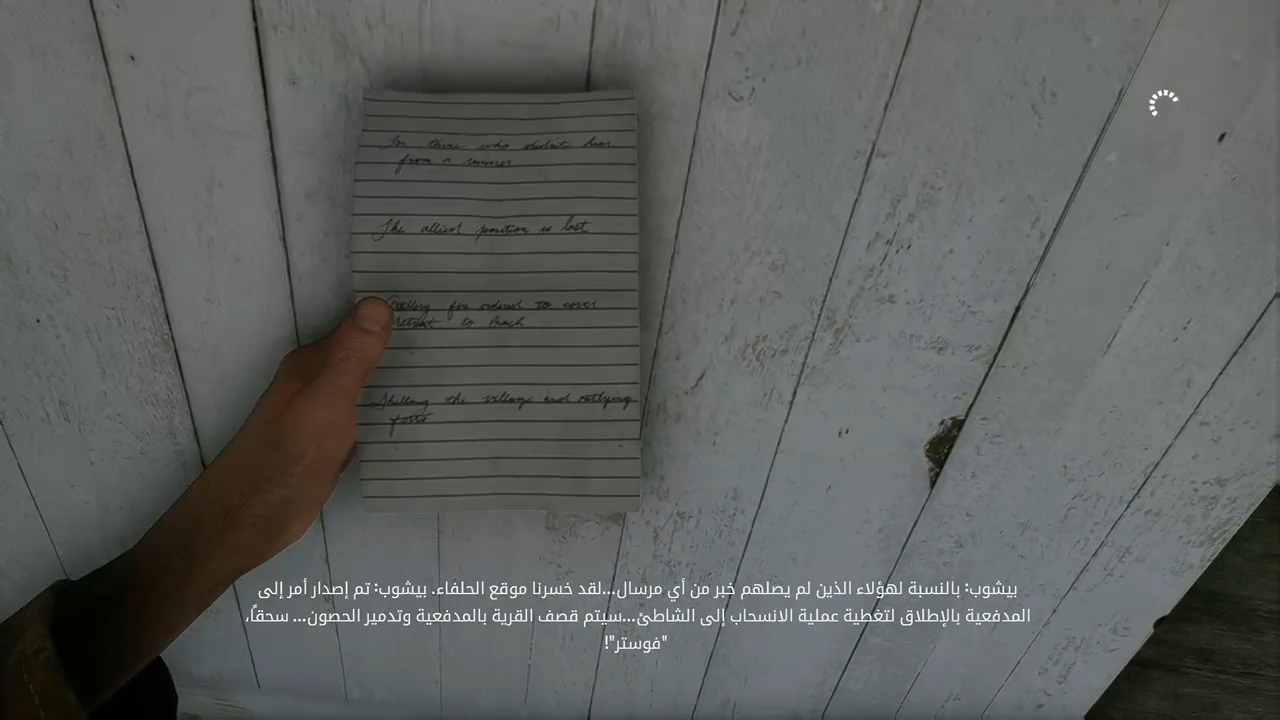 for those who didn't hear
from a runner
The allied position is lost
Artillery fire ordered to cover
retreat to beach
Shelling the village and outlying
forts
بيشوب: بالنسبة لهؤلاء الذين لم يصلهم خبر من أي مرسال...لقد خسرنا موقع الحلفاء. بيشوب: تم إصدار أمر إلى
المدفعية بالإطلاق لتغطية عملية الانسحاب إلى الشاطئ...سيتم قصف القرية بالمدفعية وتدمير الحصون... سحقاً،
"فوستر"!